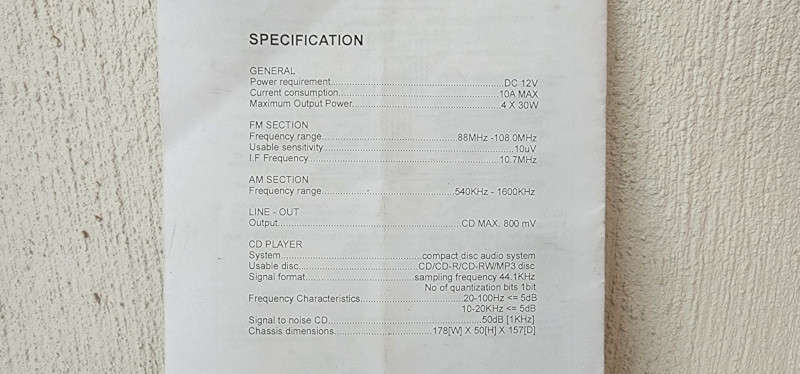 SPECIFICATION
GENERAL
Power requirement....................DC 12V
Current consumption....................10A MAX
Maximum Output Power....................4 X 30W
FM SECTION
Frequency range....................88MHz -108.0MHz
Usable sensitivity....................10uV
I.F Frequency....................10.7MHz
AM SECTION
Frequency range....................540KHz - 1600KHz
LINE - OUT
Output....................CD MAX. 800 mV
CD PLAYER
System....................compact disc audio system
Usable disc....................CD/CD-R/CD-RW/MP3 disc
Signal format....................sampling frequency 44.1KHz
No of quantization bits 1bit
Frequency Characteristics....................20-100Hz <= 5dB
10-20KHz <= 5dB
Signal to noise CD....................50dB [1KHz]
Chassis dimensions....................178[W] X 50[H] X 157[D]